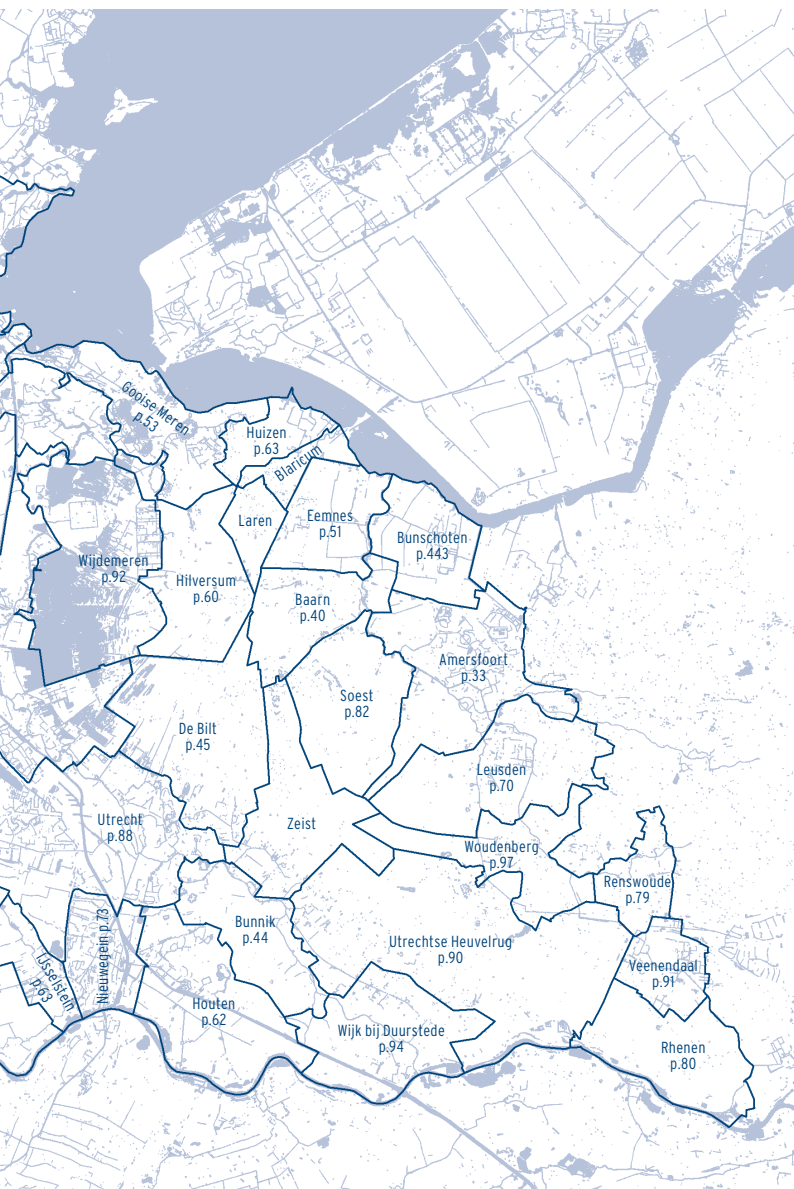 Gooise Meren
p.53
Huizen
p.63
Blaricum
Laren
Eemnes
p.51
Bunschoten
p.443
Wijdemeren
p.92
Hilversum
p.60
Baarn
p.40
Amersfoort
p.33
Soest
p.82
De Bilt
p.45
Leusden
p.70
Utrecht
p.88
Zeist
Woudenberg
p.97
Renswoude
p.79
Bunnik
p.44
Utrechtse Heuvelrug
p.90
Nieuwegein p.73
IJsselstein
p.63
Veenendaal
p.91
Houten
p.62
Wijk bij Duurstede
p.94
Rhenen
p.80